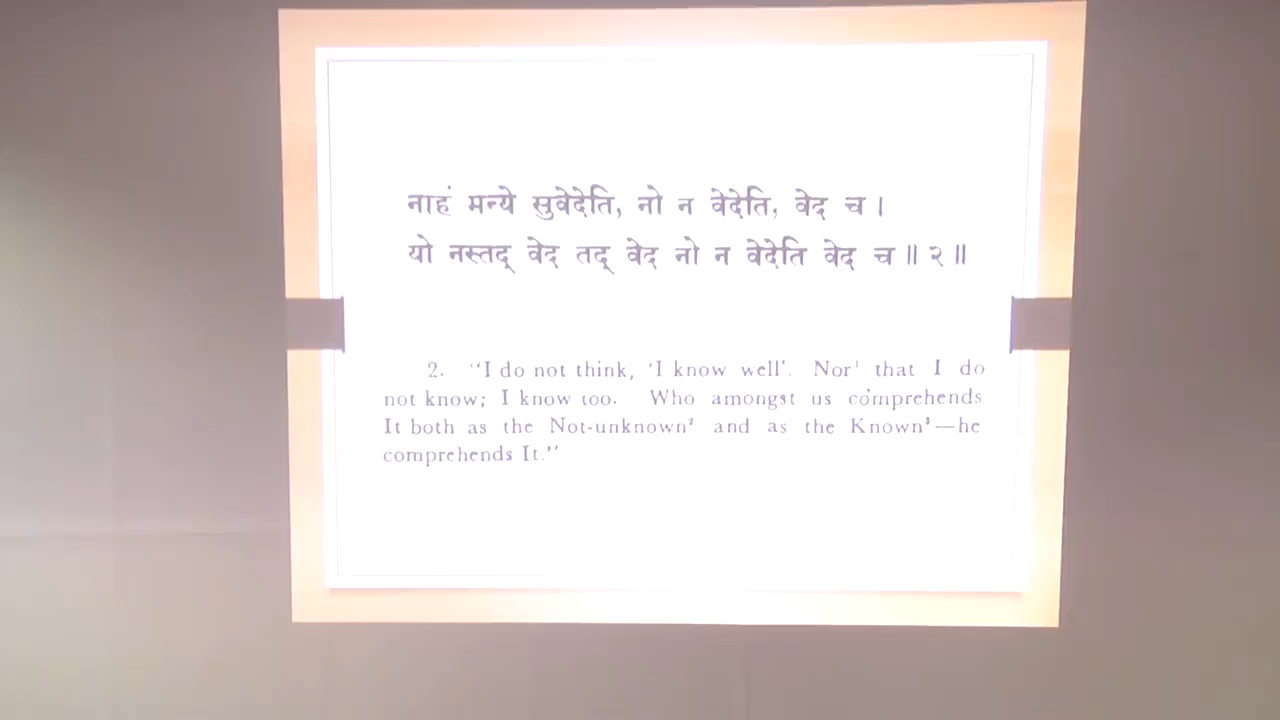 नाहं मन्ये सुवेदेति, नो न वेदेति, वेद च ।
यो नस्तद् वेद तद् वेद नो न वेदेति वेद च ॥ २ ॥
2. “I do not think, ‘I know well’. Nor¹ that I do
not know; I know too. Who amongst us comprehends
It both as the Not-unknown² and as the Known³—he
comprehends It.”